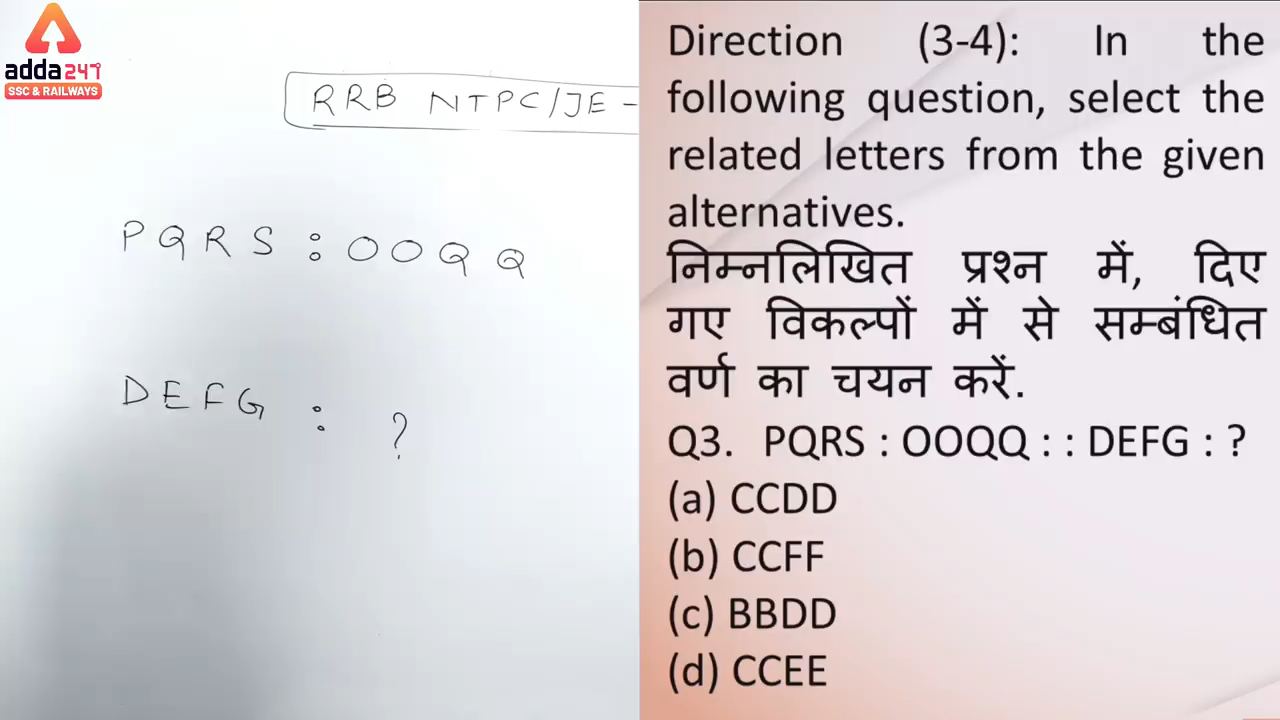 adda247
SSC & RAILWAYS
RRB NTPC/JE -
PQRS : OOQQ
DEFG : ?
Direction (3-4): In the
following question, select the
related letters from the given
alternatives.
निम्नलिखित प्रश्न में, दिए
गए विकल्पों में से सम्बंधित
वर्ण का चयन करें.
Q3. PQRS : OOQQ : : DEFG : ?
(a) CCDD
(b) CCFF
(c) BBDD
(d) CCEE